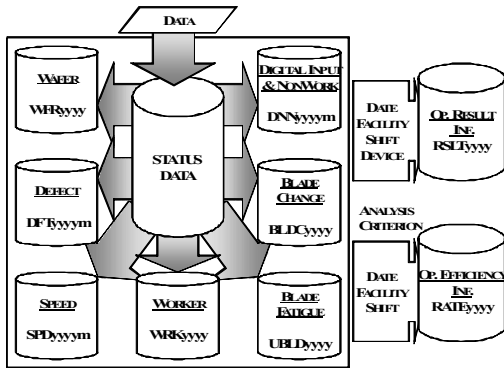 DATA
WAFER
WFRyyyy
DIGITAL INPUT
& NONWORK
DNNyyyym
STATUS
DATA
DEFECT
DFTyyyym
BLADE
CHANGE
BLDCyyyy
SPEED
SPDyyyym
WORKER
WRKyyyy
BLADE
FATIGUE
UBLDyyyy
DATE
FACILITY
SHIFT
DEVICE
OP. RESULT
INF.
RSLTyyyy
ANALYSIS
CRITERION
DATE
FACILITY
SHIFT
OP. EFFICIENCY
INF.
RATEyyyy